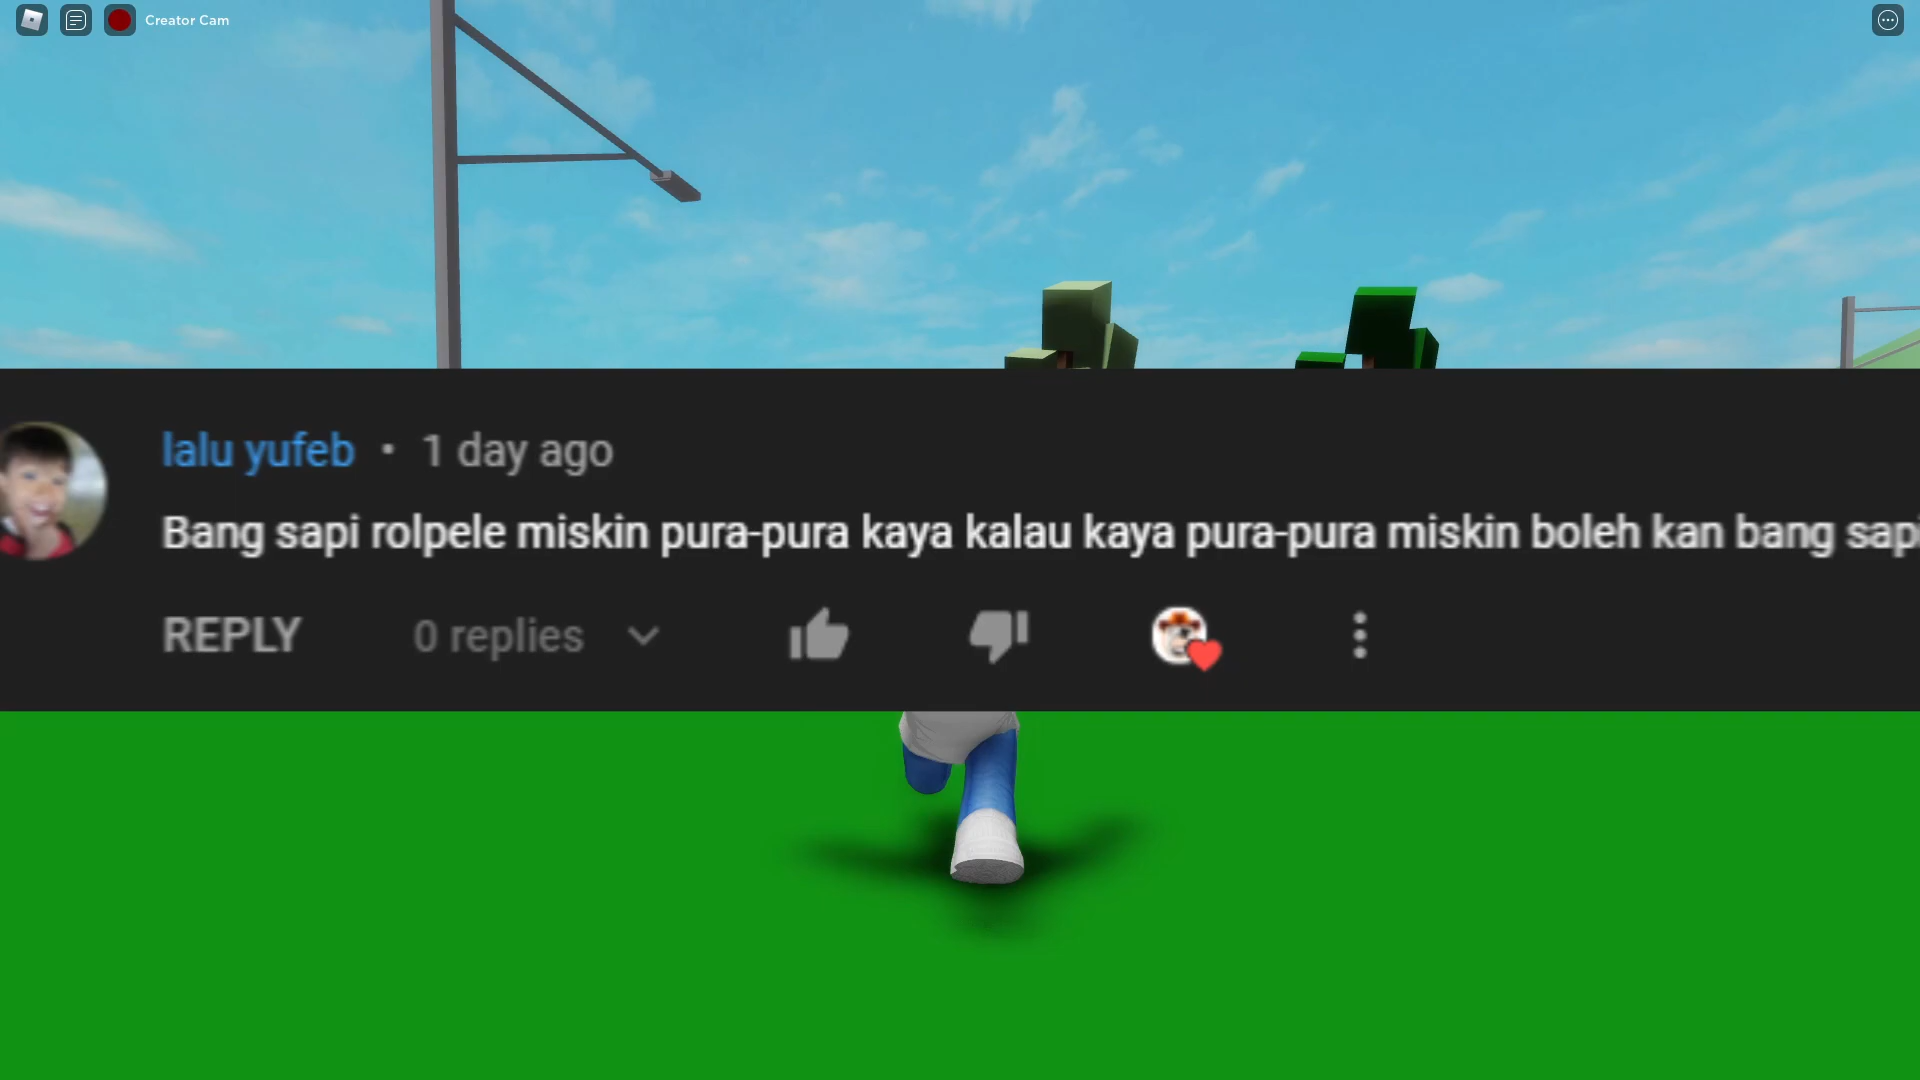 Creator Cam
lalu yufeb • 1 day ago
Bang sapi rolpele miskin pura-pura kaya kalau kaya pura-pura miskin boleh kan bang sapi
REPLY 0 replies